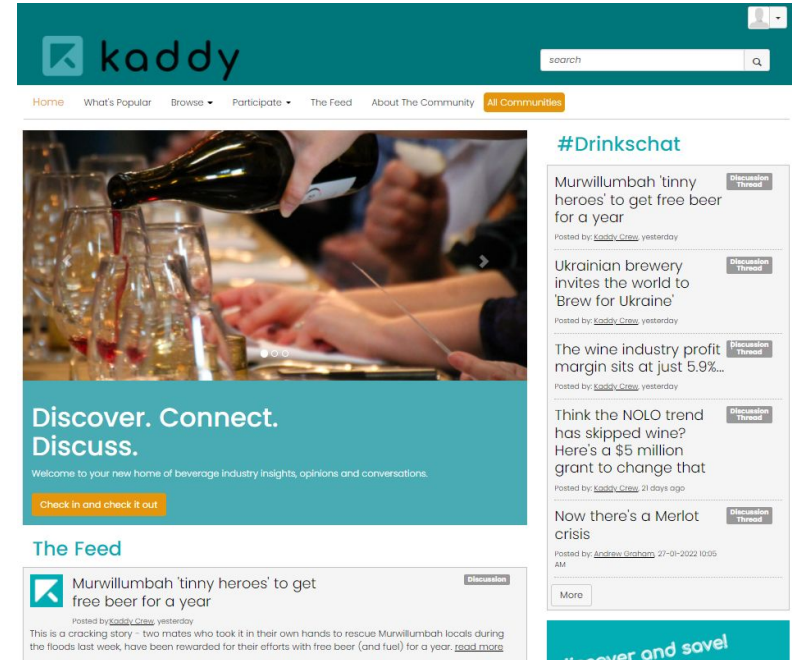 kaddy
search
Home What's Popular Browse Participate The Feed About The Community All Communities
Discover. Connect.
Discuss.
Welcome to your new home of beverage industry insights, opinions and conversations.
Check in and check it out
The Feed
Murwillumbah 'tinny heroes' to get
free beer for a year
Discussion
Posted by:Kaddy Crew, yesterday
This is a cracking story - two mates who took it in their own hands to rescue Murwillumbah locals during
the floods last week, have been rewarded for their efforts with free beer (and fuel) for a year. read more
#Drinkschat
Murwillumbah 'tinny
heroes' to get free beer
for a year
Discussion
Thread
Posted by: Kaddy Crew, yesterday
Ukrainian brewery
invites the world to
'Brew for Ukraine'
Discussion
Thread
Posted by: Kaddy Crew, yesterday
The wine industry profit
margin sits at just 5.9%...
Discussion
Thread
Posted by: Kaddy Crew, yesterday
Think the NOLO trend
has skipped wine?
Here's a $5 million
grant to change that
Discussion
Thread
Posted by: Kaddy Crew, 21 days ago
Now there's a Merlot
crisis
Discussion
Thread
Posted by: Andrew Graham, 27-01-2022 10:05
AM
More
and save!